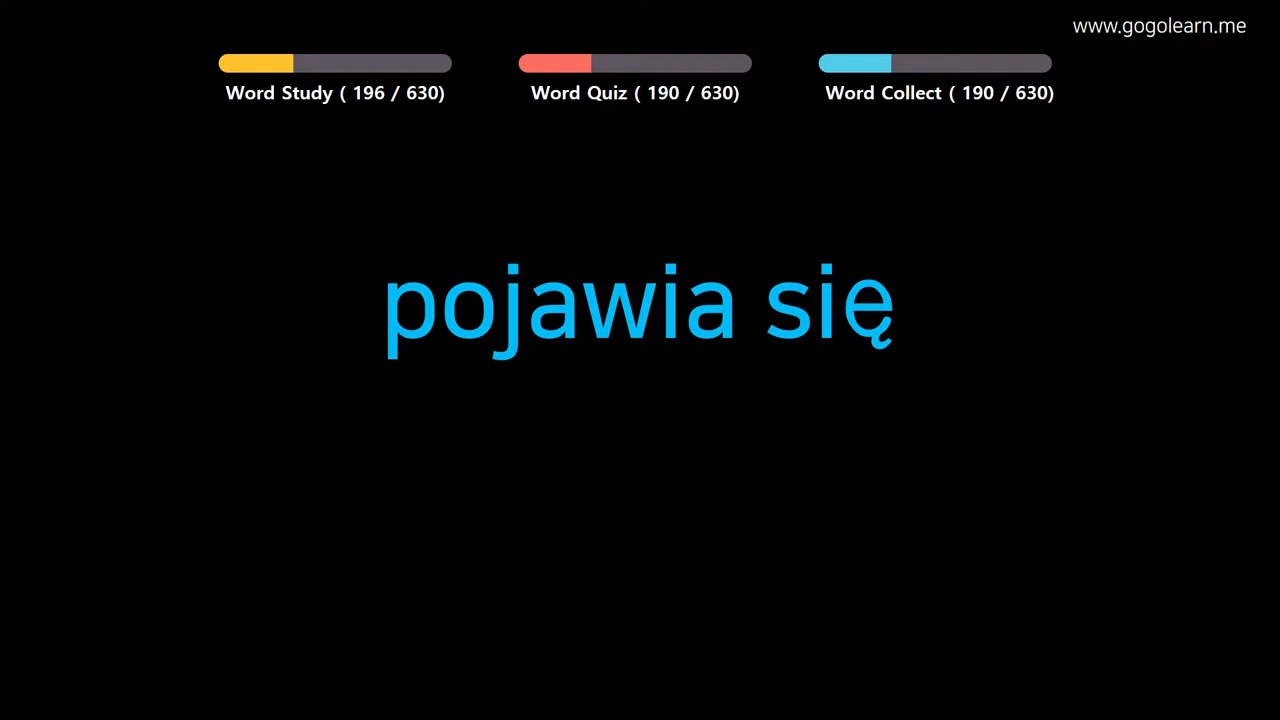 www.gogolearn.me
Word Study ( 196 / 630)
Word Quiz ( 190 / 630)
Word Collect ( 190 / 630)
pojawia się